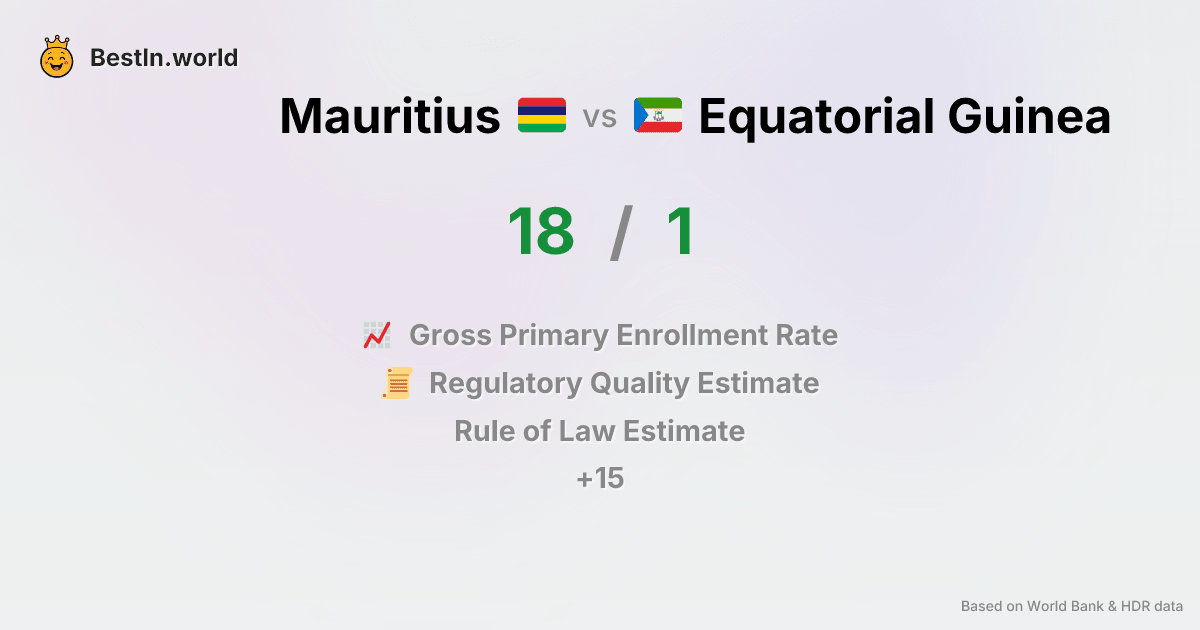 BestIn.world
Mauritius vs Equatorial Guinea
18 / 1
Gross Primary Enrollment Rate
Regulatory Quality Estimate
Rule of Law Estimate
+15
Based on World Bank & HDR data